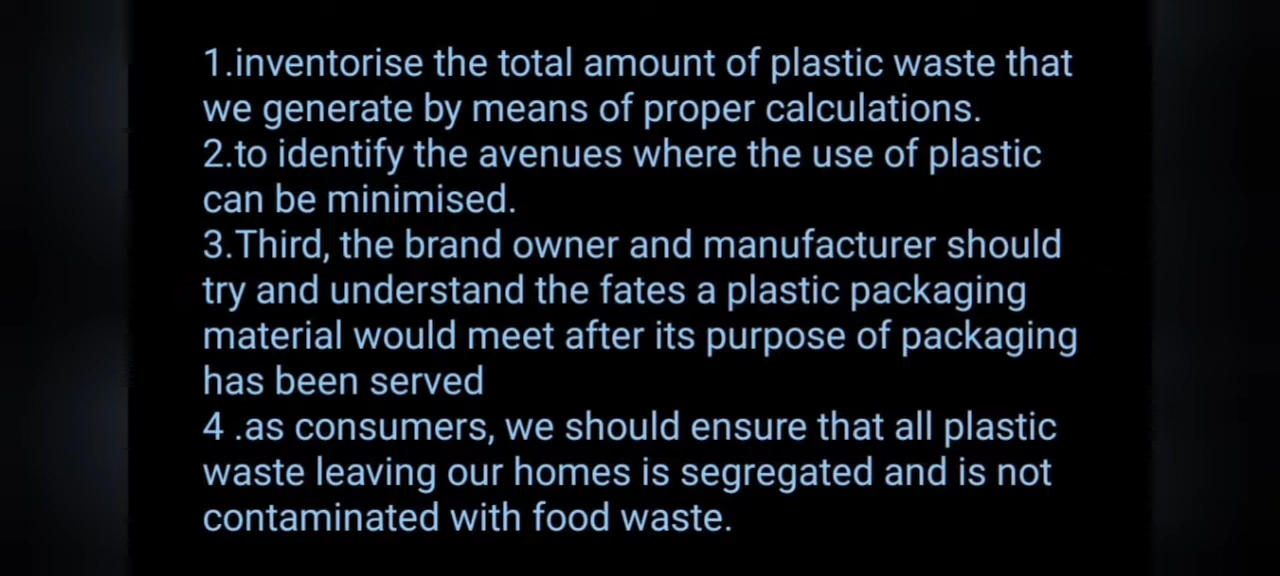 1.inventorise the total amount of plastic waste that
we generate by means of proper calculations.
2.to identify the avenues where the use of plastic
can be minimised.
3.Third, the brand owner and manufacturer should
try and understand the fates a plastic packaging
material would meet after its purpose of packaging
has been served
4 .as consumers, we should ensure that all plastic
waste leaving our homes is segregated and is not
contaminated with food waste.